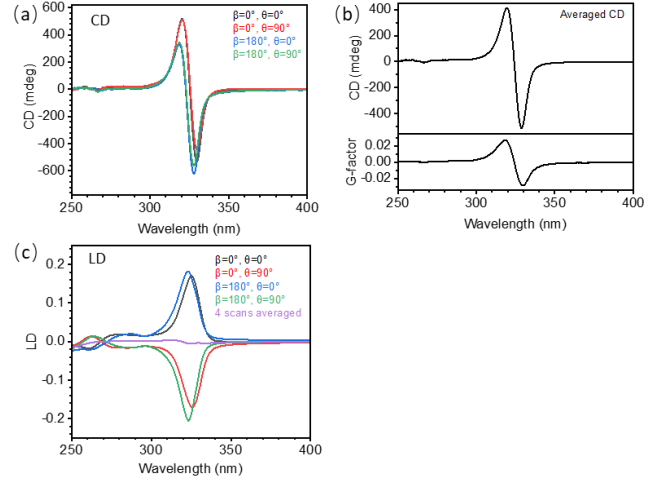 (a)
CD
β=0°, θ=0°
β=0°, θ=90°
β=180°, θ=0°
β=180°, θ=90°
CD (mdeg)
600
400
200
0
-200
-400
-600
250
300
350
400
Wavelength (nm)
(b)
Averaged CD
CD (mdeg)
400
200
0
-200
-400
G-factor
0.02
0.00
-0.02
250
300
350
400
Wavelength (nm)
(c)
LD
β=0°, θ=0°
β=0°, θ=90°
β=180°, θ=0°
β=180°, θ=90°
4 scans averaged
LD
0.2
0.1
0.0
-0.1
-0.2
250
300
350
400
Wavelength (nm)